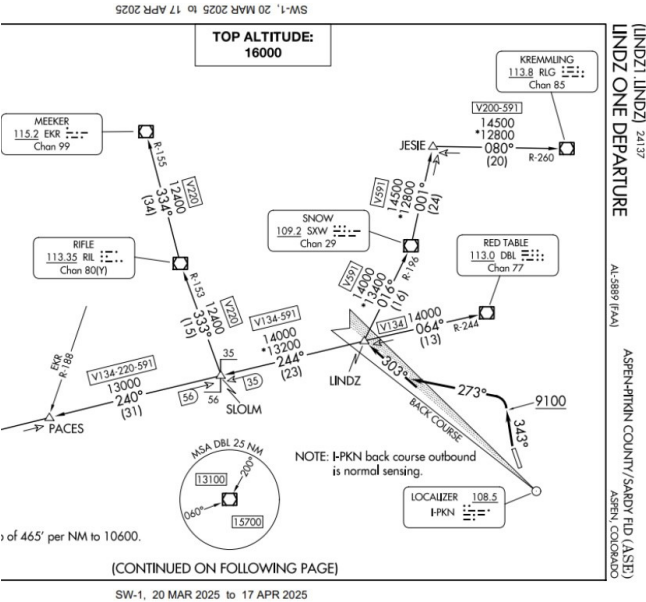 SW-1, 20 MAR 2025 to 17 APR 2025
(LINDZ1.LINDZ) 24137
LINDZ ONE DEPARTURE
AL-5889 (FAA)
ASPEN-PITKIN COUNTY/SARDY FLD (ASE)
ASPEN, COLORADO
TOP ALTITUDE:
16000
KREMMLING
113.8 RLG
Chan 85
MEEKER
115.2 EKR
Chan 99
V200-591
14500
*12800
080°
(20)
R-260
JESIE
R-155
V220
12400
334°
(34)
V591
14500
*12800
001°
(24)
SNOW
109.2 SXW
Chan 29
RIFLE
113.35 RIL
Chan 80(Y)
RED TABLE
113.0 DBL
Chan 77
R-196
V591
14000
*13400
016°
(16)
R-153
V220
12400
333°
(15)
V134
14000
064°
(13)
R-244
V134-591
14000
*13200
244°
(23)
EKR
R-188
V134-220-591
13000
240°
(31)
35
35
56
56
SLOLM
LINDZ
PACES
303°
273°
9100
343°
BACK COURSE
MSA DBL 25 NM
13100
200°
060°
15700
NOTE: I-PKN back course outbound
is normal sensing.
LOCALIZER 108.5
I-PKN
of 465' per NM to 10600.
(CONTINUED ON FOLLOWING PAGE)
SW-1, 20 MAR 2025 to 17 APR 2025